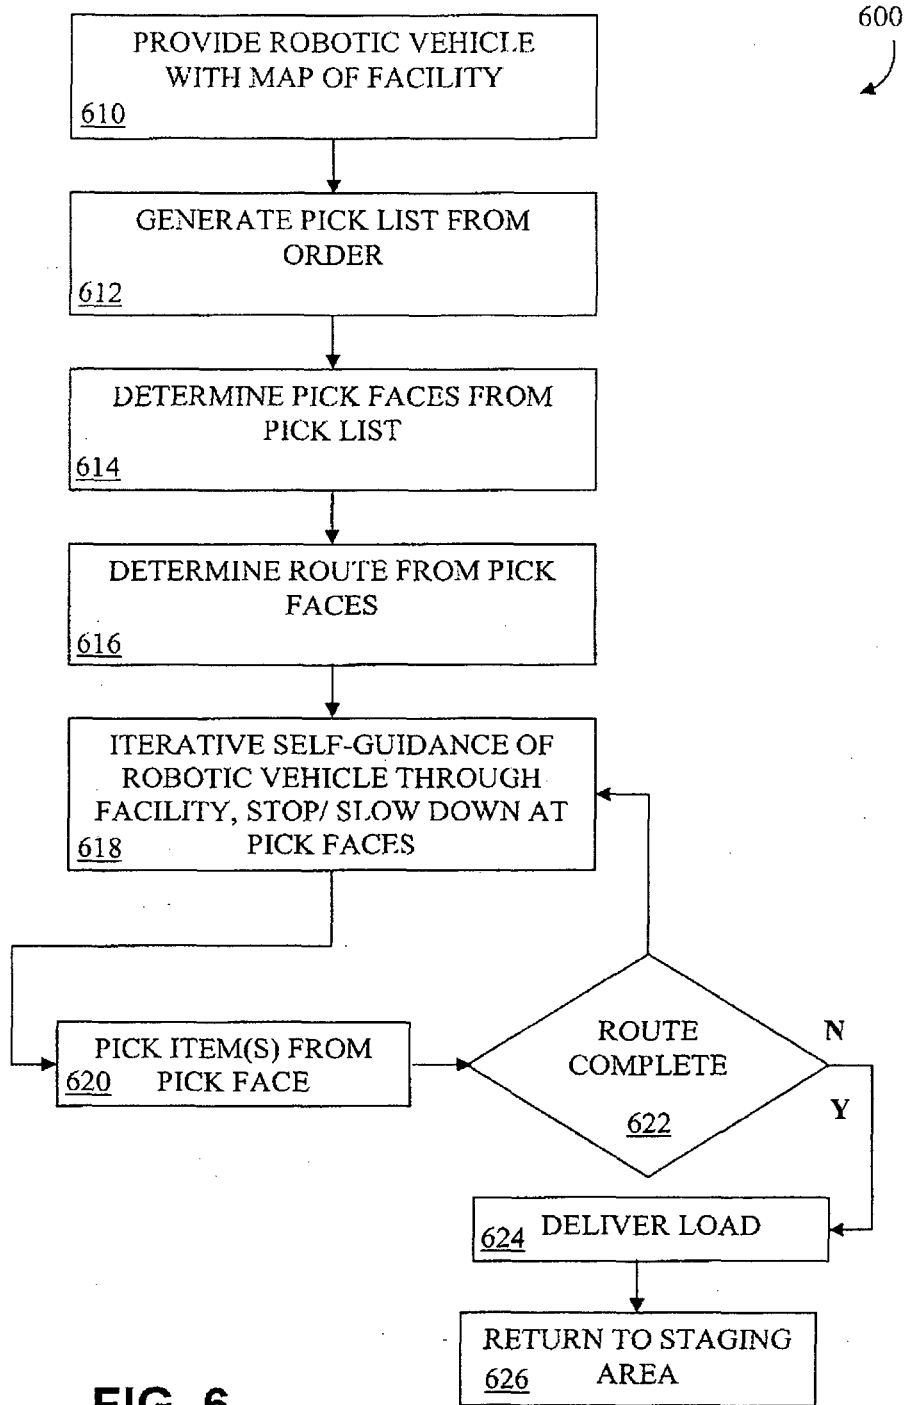 600
PROVIDE ROBOTIC VEHICLE
WITH MAP OF FACILITY
610
GENERATE PICK LIST FROM
ORDER
612
DETERMINE PICK FACES FROM
PICK LIST
614
DETERMINE ROUTE FROM PICK
FACES
616
ITERATIVE SELF-GUIDANCE OF
ROBOTIC VEHICLE THROUGH
FACILITY, STOP/ SLOW DOWN AT
PICK FACES
618
PICK ITEM(S) FROM
PICK FACE
620
ROUTE
COMPLETE
622
N
Y
DELIVER LOAD
624
RETURN TO STAGING
AREA
626
FIG. 6